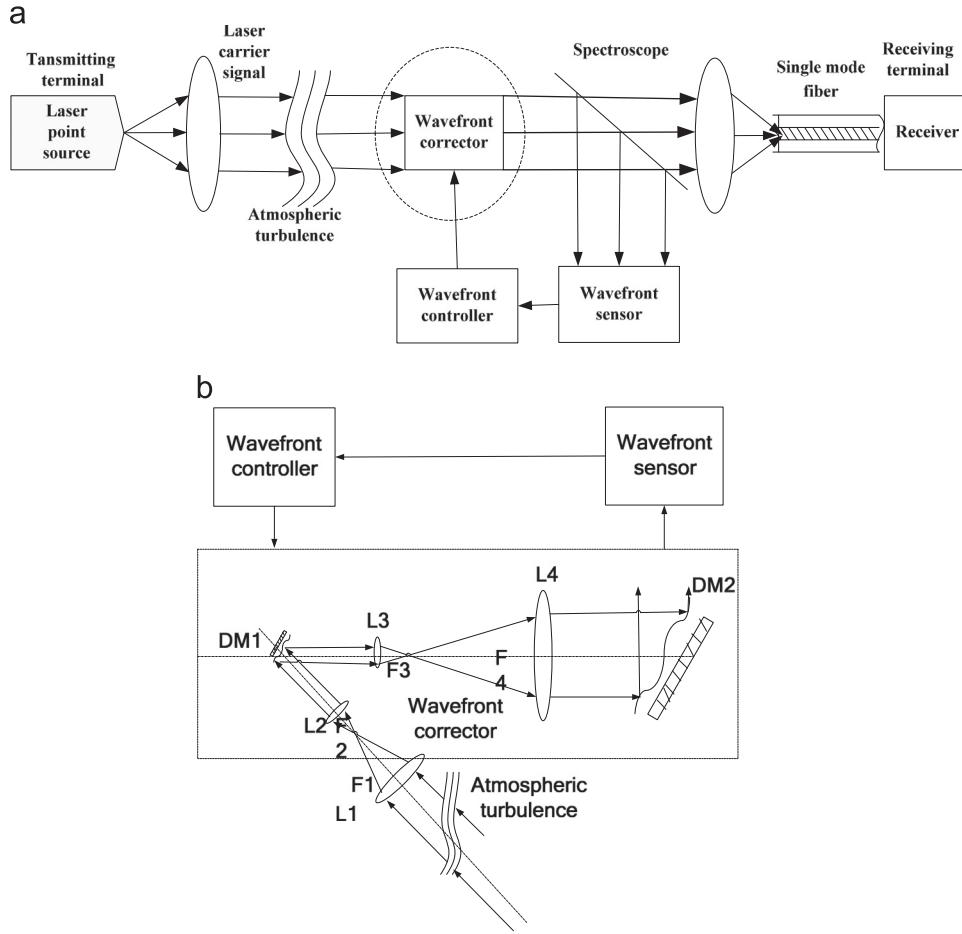 a
Tansmitting
terminal
Laser
point
source
Laser
carrier
signal
Atmospheric
turbulence
Wavefront
corrector
Spectroscope
Single mode
fiber
Receiving
terminal
Receiver
Wavefront
controller
Wavefront
sensor
b
Wavefront
controller
Wavefront
sensor
DM1
L3
F3
L4
F
4
DM2
L2
F
2
Wavefront
corrector
F1
L1
Atmospheric
turbulence